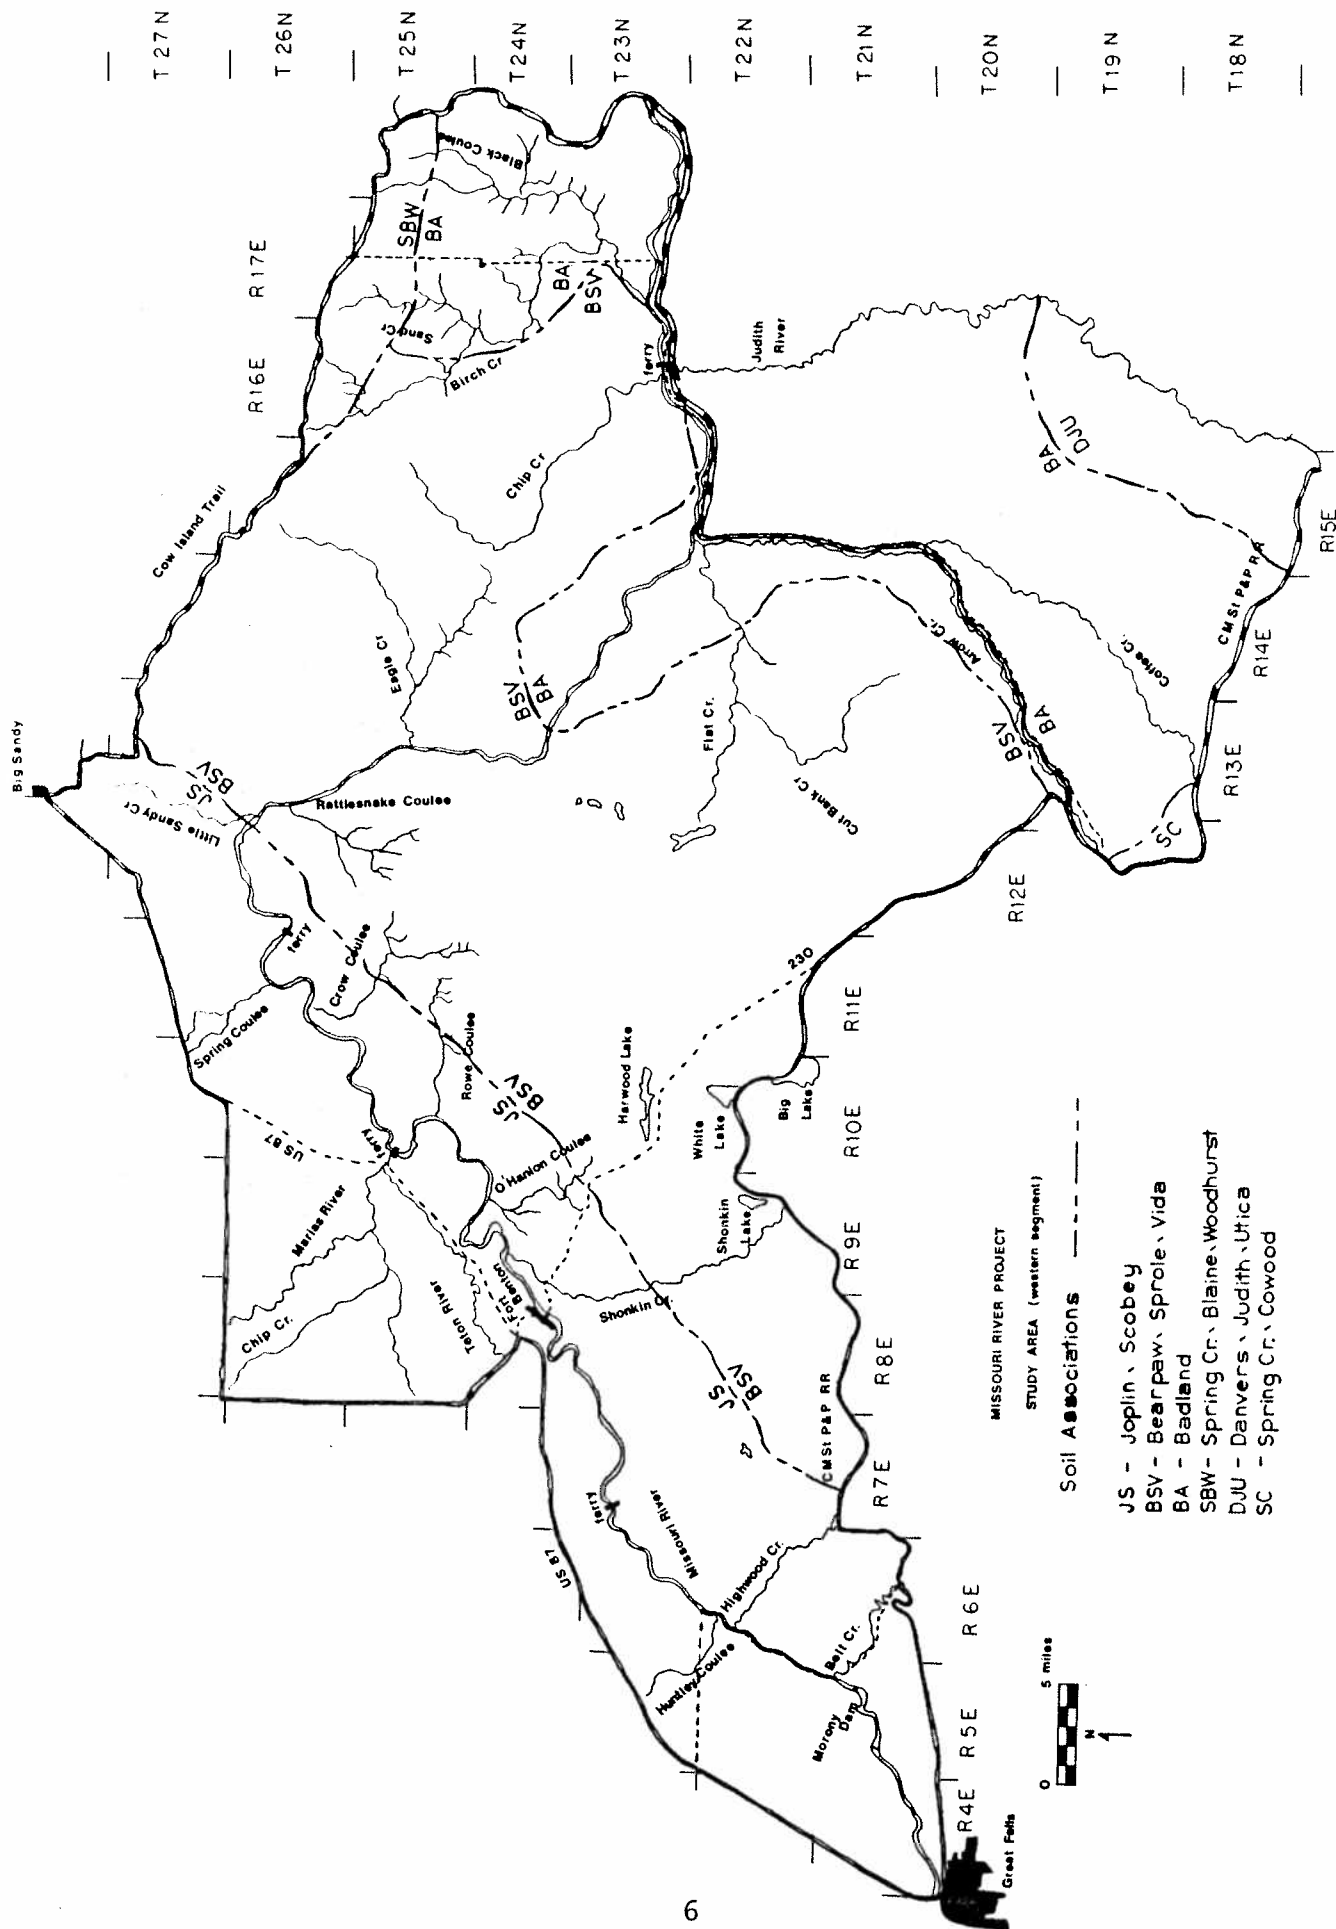 T 27 N
T 26 N
T 25 N
T 24 N
T 23 N
T 22 N
T 21 N
T 20 N
T 19 N
T 18 N
Big Sandy
Cow Island Trail
R 16 E
R 17 E
SBW
BA
Black Coulee
Sand Cr
Birch Cr
BA
BSV
ferry
Judith
River
Chip Cr
Eagle Cr
JS
BSV
Little Sandy Cr
Rattlesnake Coulee
BSV
BA
Flat Cr.
Cut Bank Cr
Arrow Cr.
BSV
BA
Coffee Cr.
BA
DJU
CM St P&P RR
R 15 E
R 14 E
R 13 E
SC
R 12 E
ferry
Crow Coulee
Spring Coulee
Rowe Coulee
JS
BSV
230
R 11 E
Harwood Lake
White
Lake
Big
Lake
R 10 E
US 87
ferry
O'Hanlon Coulee
Marias River
Chip Cr.
Teton River
Fort
Benton
Shonkin
Lake
R 9 E
Shonkin Cr.
JS
BSV
R 8 E
CM St P&P RR
R 7 E
ferry
Missouri River
US 87
Highwood Cr.
Huntley Coulee
Belt Cr.
Morony
Dam
R 6 E
R 5 E
R 4 E
Great Falls
0 5 miles
N
MISSOURI RIVER PROJECT
STUDY AREA (western segment)
Soil Associations
JS - Joplin, Scobey
BSV - Bearpaw, Sprole, Vida
BA - Badland
SBW - Spring Cr., Blaine, Woodhurst
DJU - Danvers, Judith, Utica
SC - Spring Cr., Cowood
6